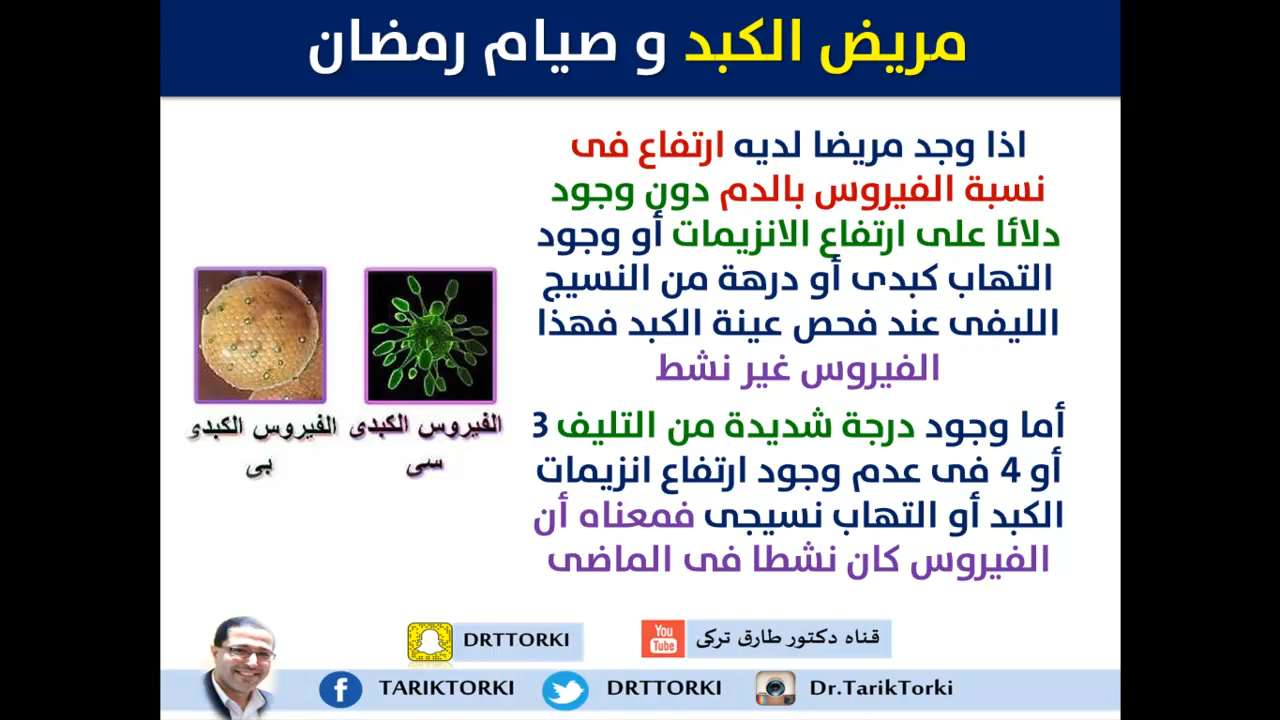 مريض الكبد و صيام رمضان
اذا وجد مريضا لديه ارتفاع فى
نسبة الفيروس بالدم دون وجود
دلائا على ارتفاع الانزيمات أو وجود
التهاب كبدى أو درهة من النسيج
الليفى عند فحص عينة الكبد فهذا
الفيروس غير نشط
أما وجود درجة شديدة من التليف 3
أو 4 فى عدم وجود ارتفاع انزيمات
الكبد أو التهاب نسيجى فمعناه أن
الفيروس كان نشطا فى الماضى
الفيروس الكبدى
سى
الفيروس الكبدى
بى
قناه دكتور طارق تركى
You
Tube
DRTTORKI
TARIKTORKI
DRTTORKI
Dr.TarikTorki